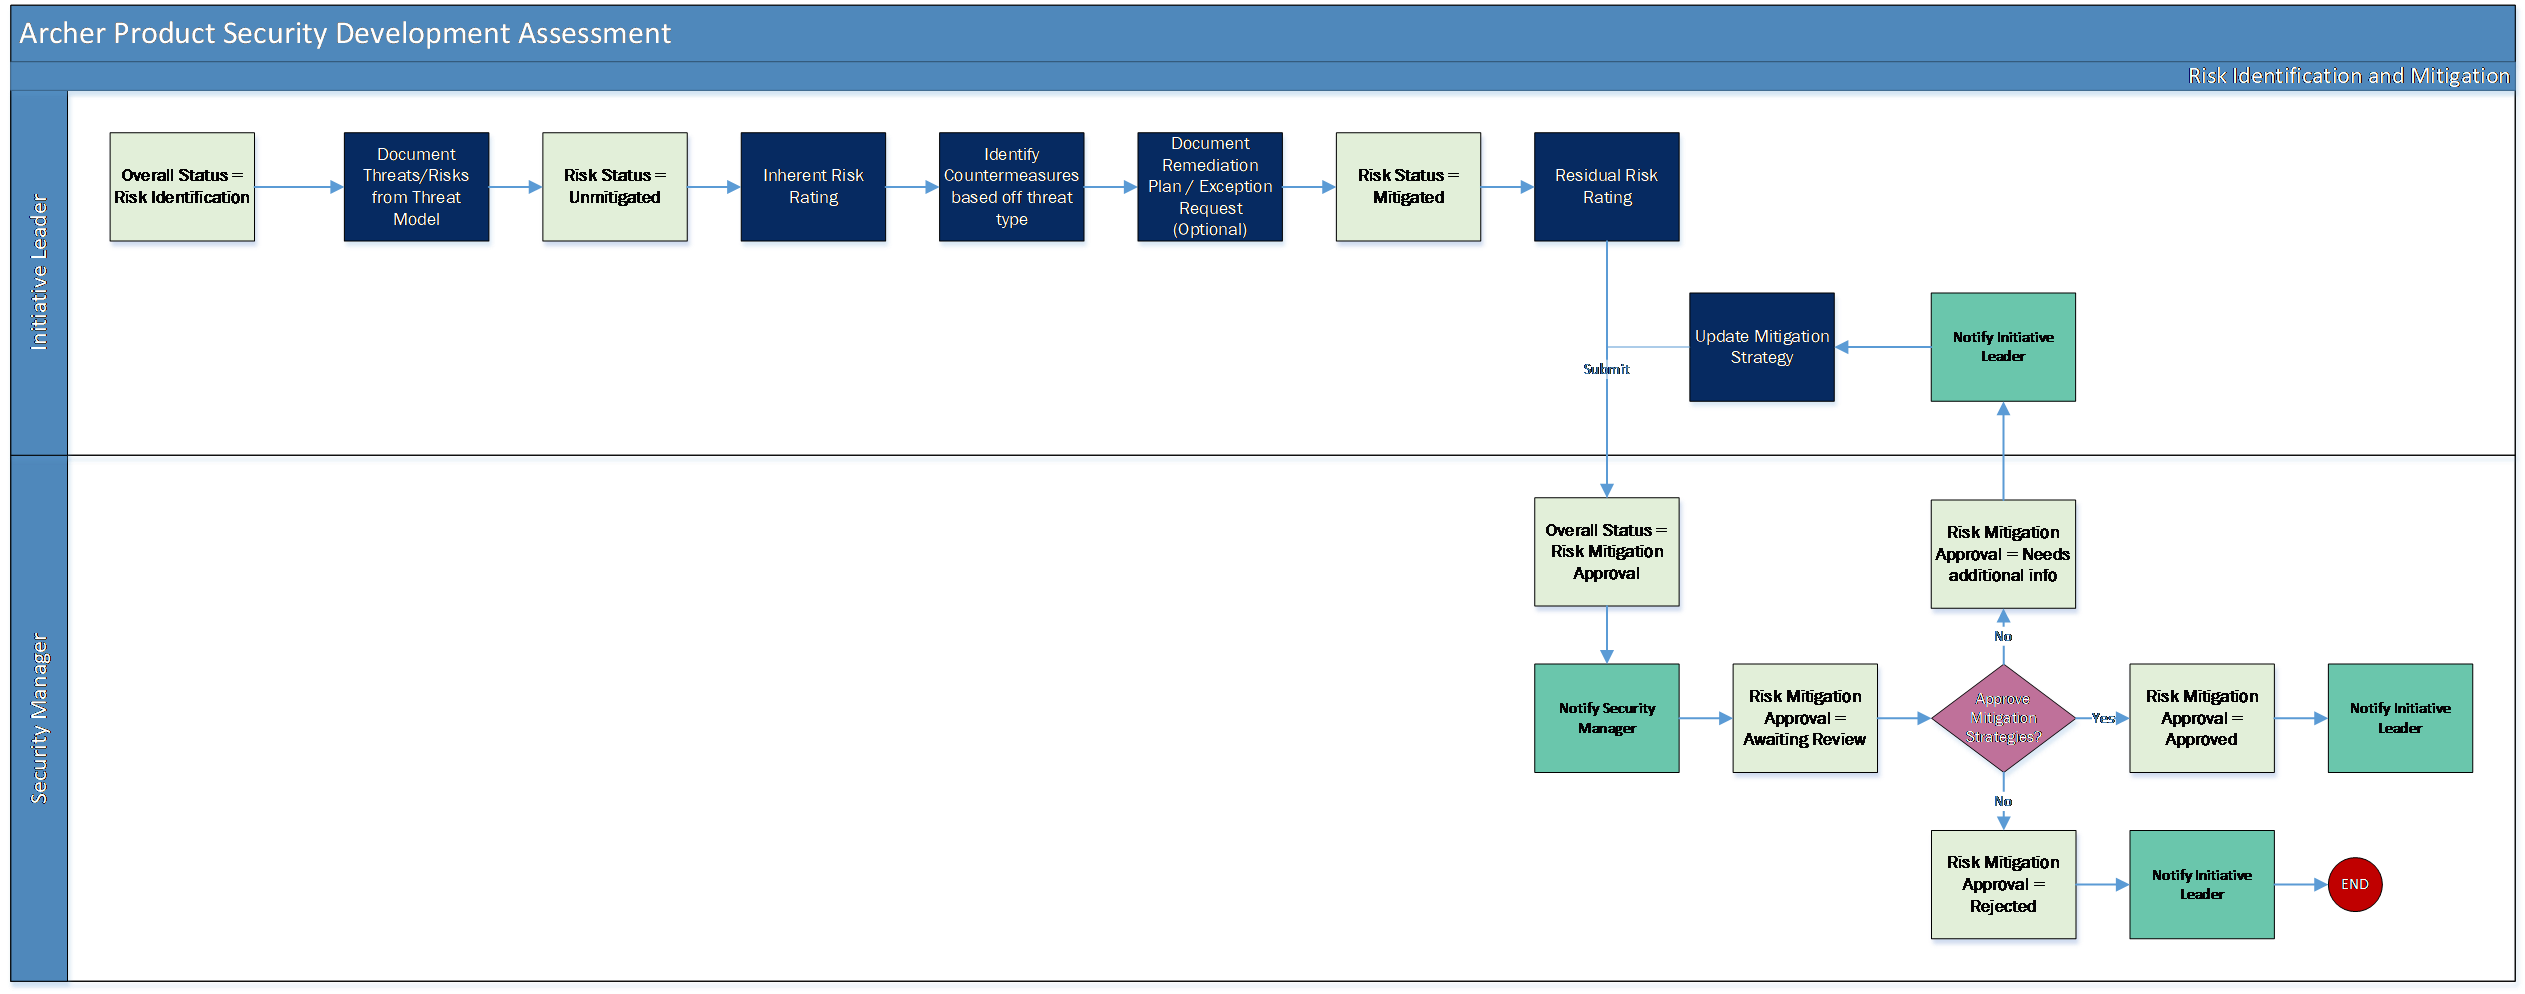 Archer Product Security Development Assessment
Risk Identification and Mitigation
Initiative Leader
Overall Status =
Risk Identification
Document
Threats/Risks
from Threat
Model
Risk Status =
Unmitigated
Inherent Risk
Rating
Identify
Countermeasures
based off threat
type
Document
Remediation
Plan / Exception
Request
(Optional)
Risk Status =
Mitigated
Residual Risk
Rating
Update Mitigation
Strategy
Notify Initiative
Leader
Submit
Security Manager
Overall Status =
Risk Mitigation
Approval
Risk Mitigation
Approval = Needs
additional info
No
Notify Security
Manager
Risk Mitigation
Approval =
Awaiting Review
Approve
Mitigation
Strategies?
Yes
Risk Mitigation
Approval =
Approved
Notify Initiative
Leader
No
Risk Mitigation
Approval =
Rejected
Notify Initiative
Leader
END